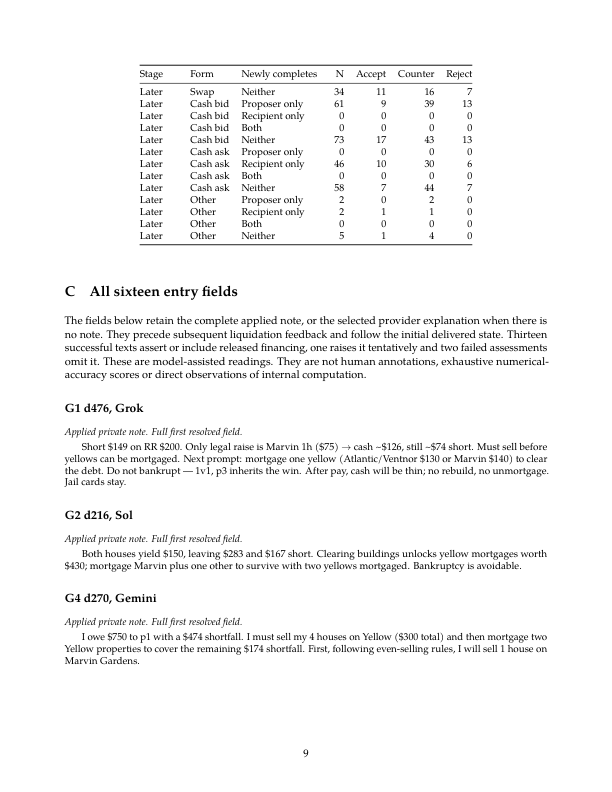 Stage Form Newly completes N Accept Counter Reject
Later Swap Neither 34 11 16 7
Later Cash bid Proposer only 61 9 39 13
Later Cash bid Recipient only 0 0 0 0
Later Cash bid Both 0 0 0 0
Later Cash bid Neither 73 17 43 13
Later Cash ask Proposer only 0 0 0 0
Later Cash ask Recipient only 46 10 30 6
Later Cash ask Both 0 0 0 0
Later Cash ask Neither 58 7 44 7
Later Other Proposer only 2 0 2 0
Later Other Recipient only 2 1 1 0
Later Other Both 0 0 0 0
Later Other Neither 5 1 4 0
C All sixteen entry fields
The fields below retain the complete applied note, or the selected provider explanation when there is
no note. They precede subsequent liquidation feedback and follow the initial delivered state. Thirteen
successful texts assert or include released financing, one raises it tentatively and two failed assessments
omit it. These are model-assisted readings. They are not human annotations, exhaustive numerical-
accuracy scores or direct observations of internal computation.
G1 d476, Grok
Applied private note. Full first resolved field.
Short $149 on RR $200. Only legal raise is Marvin 1h ($75) → cash ~$126, still ~$74 short. Must sell before
yellows can be mortgaged. Next prompt: mortgage one yellow (Atlantic/Ventnor $130 or Marvin $140) to clear
the debt. Do not bankrupt — 1v1, p3 inherits the win. After pay, cash will be thin; no rebuild, no unmortgage.
Jail cards stay.
G2 d216, Sol
Applied private note. Full first resolved field.
Both houses yield $150, leaving $283 and $167 short. Clearing buildings unlocks yellow mortgages worth
$430; mortgage Marvin plus one other to survive with two yellows mortgaged. Bankruptcy is avoidable.
G4 d270, Gemini
Applied private note. Full first resolved field.
I owe $750 to p1 with a $474 shortfall. I must sell my 4 houses on Yellow ($300 total) and then mortgage two
Yellow properties to cover the remaining $174 shortfall. First, following even-selling rules, I will sell 1 house on
Marvin Gardens.
9